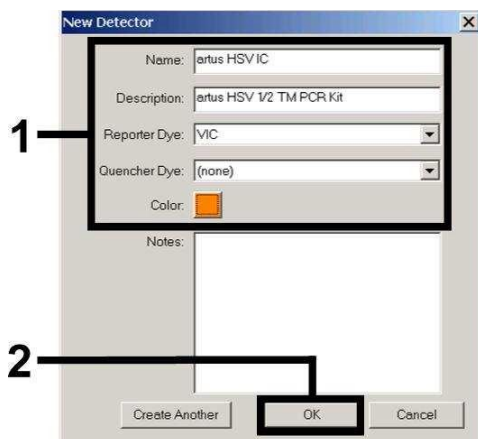 New Detector
Name: artus HSV IC
Description: artus HSV 1/2 TM PCR Kit
1
Reporter Dye: VIC
Quencher Dye: (none)
Color:
Notes:
2
Create Another OK Cancel